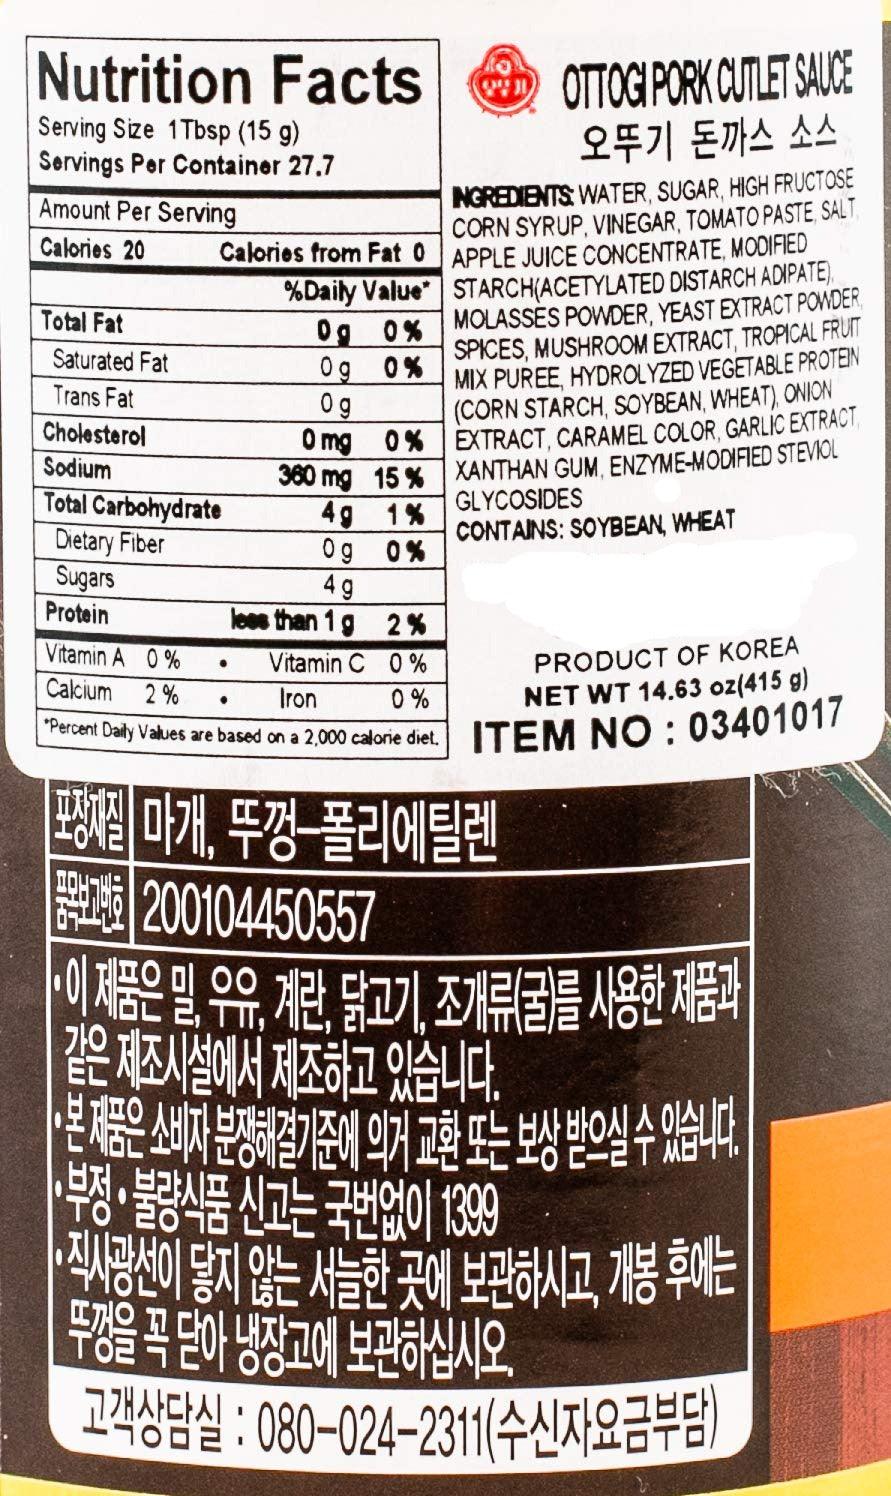 Nutrition Facts
Serving Size 1Tbsp (15 g)
Servings Per Container 27.7
Amount Per Serving
Calories 20 Calories from Fat 0
%Daily Value*
Total Fat 0 g 0 %
Saturated Fat 0 g 0 %
Trans Fat 0 g
Cholesterol 0 mg 0 %
Sodium 360 mg 15 %
Total Carbohydrate 4 g 1 %
Dietary Fiber 0 g 0 %
Sugars 4 g
Protein less than 1 g 2 %
Vitamin A 0 % • Vitamin C 0 %
Calcium 2 % • Iron 0 %
*Percent Daily Values are based on a 2,000 calorie diet.
오뚜기
OTTOGI PORK CUTLET SAUCE
오뚜기 돈까스 소스
INGREDIENTS: WATER, SUGAR, HIGH FRUCTOSE
CORN SYRUP, VINEGAR, TOMATO PASTE, SALT,
APPLE JUICE CONCENTRATE, MODIFIED
STARCH(ACETYLATED DISTARCH ADIPATE),
MOLASSES POWDER, YEAST EXTRACT POWDER,
SPICES, MUSHROOM EXTRACT, TROPICAL FRUIT
MIX PUREE, HYDROLYZED VEGETABLE PROTEIN
(CORN STARCH, SOYBEAN, WHEAT), ONION
EXTRACT, CARAMEL COLOR, GARLIC EXTRACT,
XANTHAN GUM, ENZYME-MODIFIED STEVIOL
GLYCOSIDES
CONTAINS: SOYBEAN, WHEAT
PRODUCT OF KOREA
NET WT 14.63 oz(415 g)
ITEM NO : 03401017
포장재질 마개, 뚜껑-폴리에틸렌
품목보고번호 200104450557
•이 제품은 밀, 우유, 계란, 닭고기, 조개류(굴)를 사용한 제품과
같은 제조시설에서 제조하고 있습니다.
•본 제품은 소비자 분쟁해결기준에 의거 교환 또는 보상 받으실 수 있습니다.
•부정•불량식품 신고는 국번없이 1399
•직사광선이 닿지 않는 서늘한 곳에 보관하시고, 개봉 후에는
뚜껑을 꼭 닫아 냉장고에 보관하십시오.
고객상담실 : 080-024-2311(수신자요금부담)